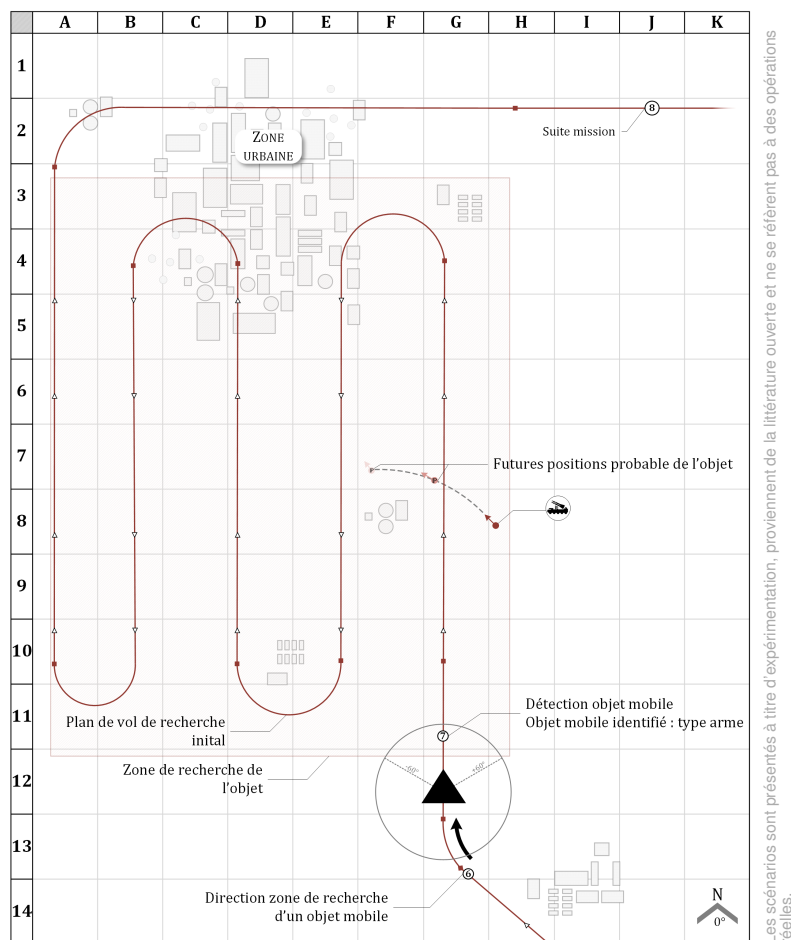 A B C D E F G H I J K
1
2
3
4
5
6
7
8
9
10
11
12
13
14
8
Suite mission
ZONE
URBAINE
Futures positions probable de l'objet
P
P
Détection objet mobile
Objet mobile identifié : type arme
7
Plan de vol de recherche
inital
Zone de recherche de
l'objet
-60°
+60°
6
Direction zone de recherche
d'un objet mobile
N
0°
Les scénarios sont présentés à titre d'expérimentation, proviennent de la littérature ouverte et ne se réfèrent pas à des opérations
réelles.